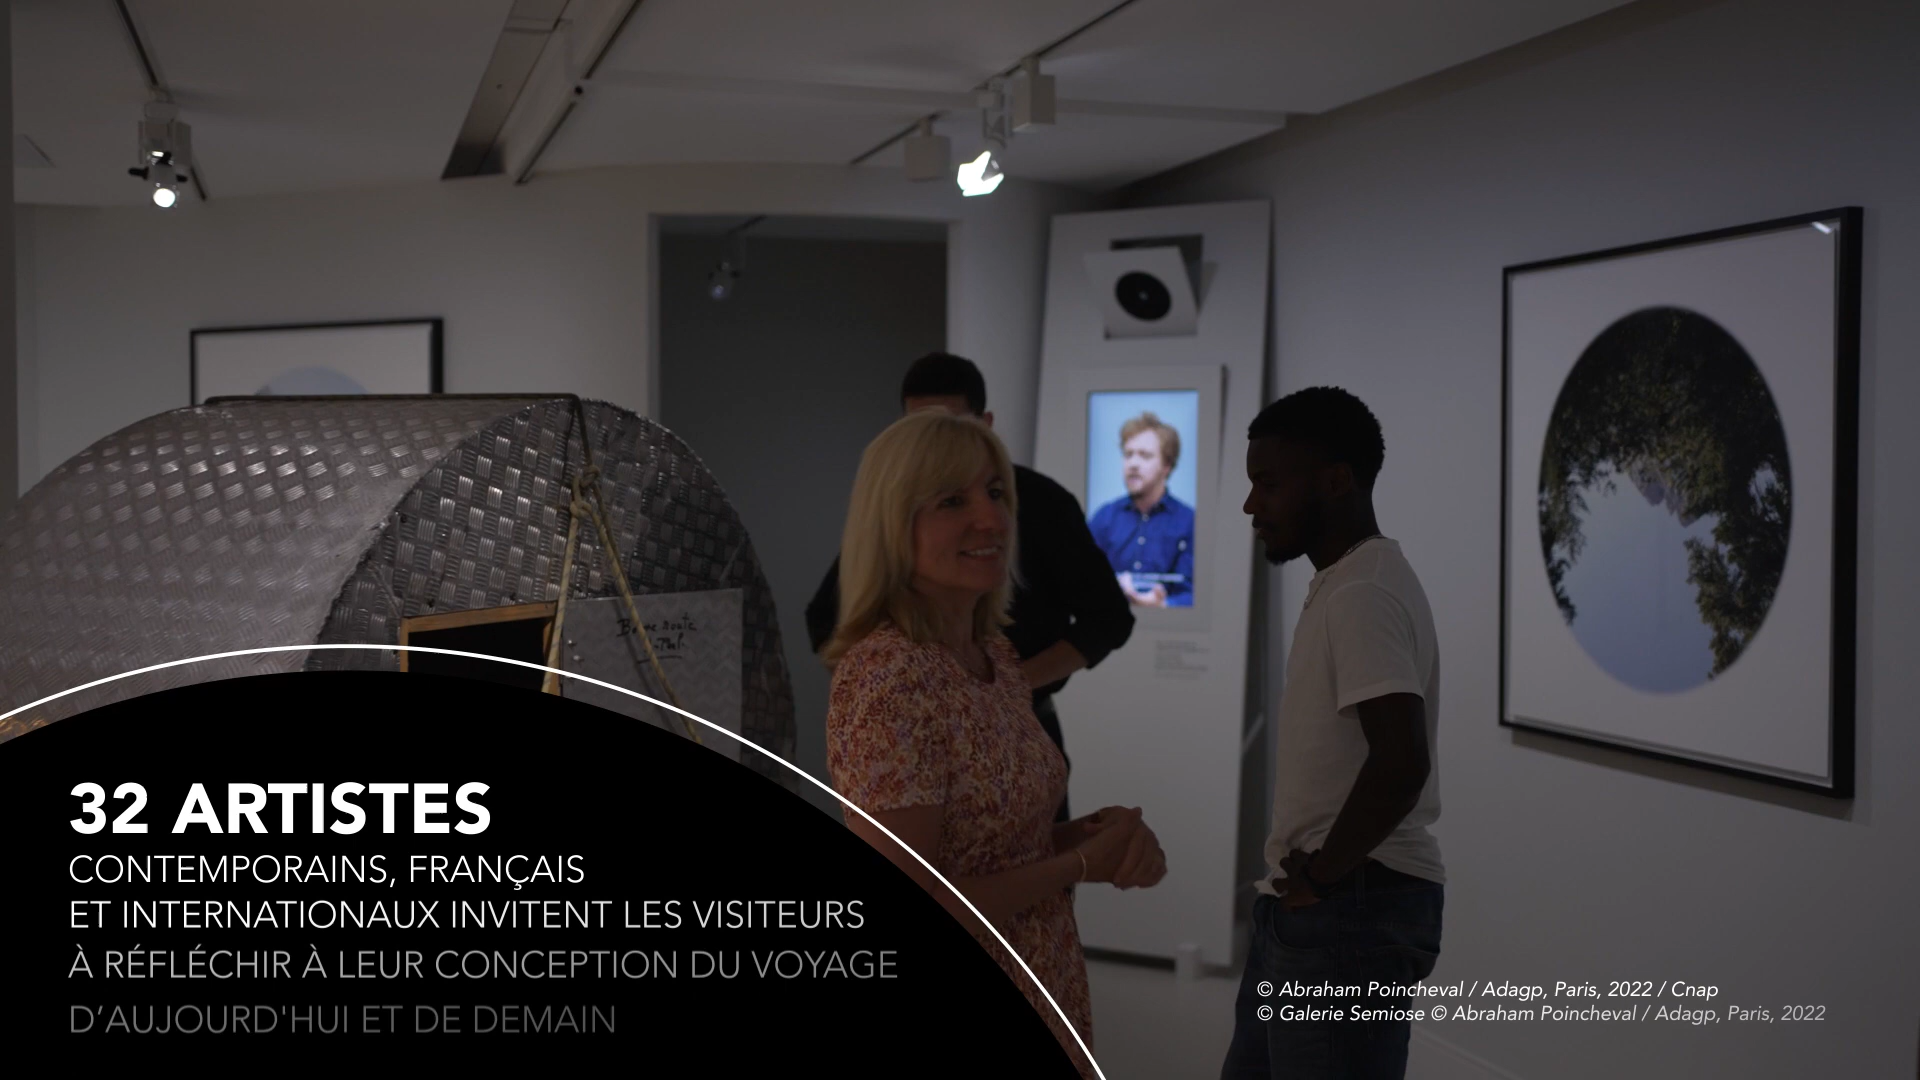 32 ARTISTES
CONTEMPORAINS, FRANÇAIS
ET INTERNATIONAUX INVITENT LES VISITEURS
À RÉFLÉCHIR À LEUR CONCEPTION DU VOYAGE
D’AUJOURD'HUI ET DE DEMAIN
© Abraham Poincheval / Adagp, Paris, 2022 / Cnap
© Galerie Semiose © Abraham Poincheval / Adagp, Paris, 2022